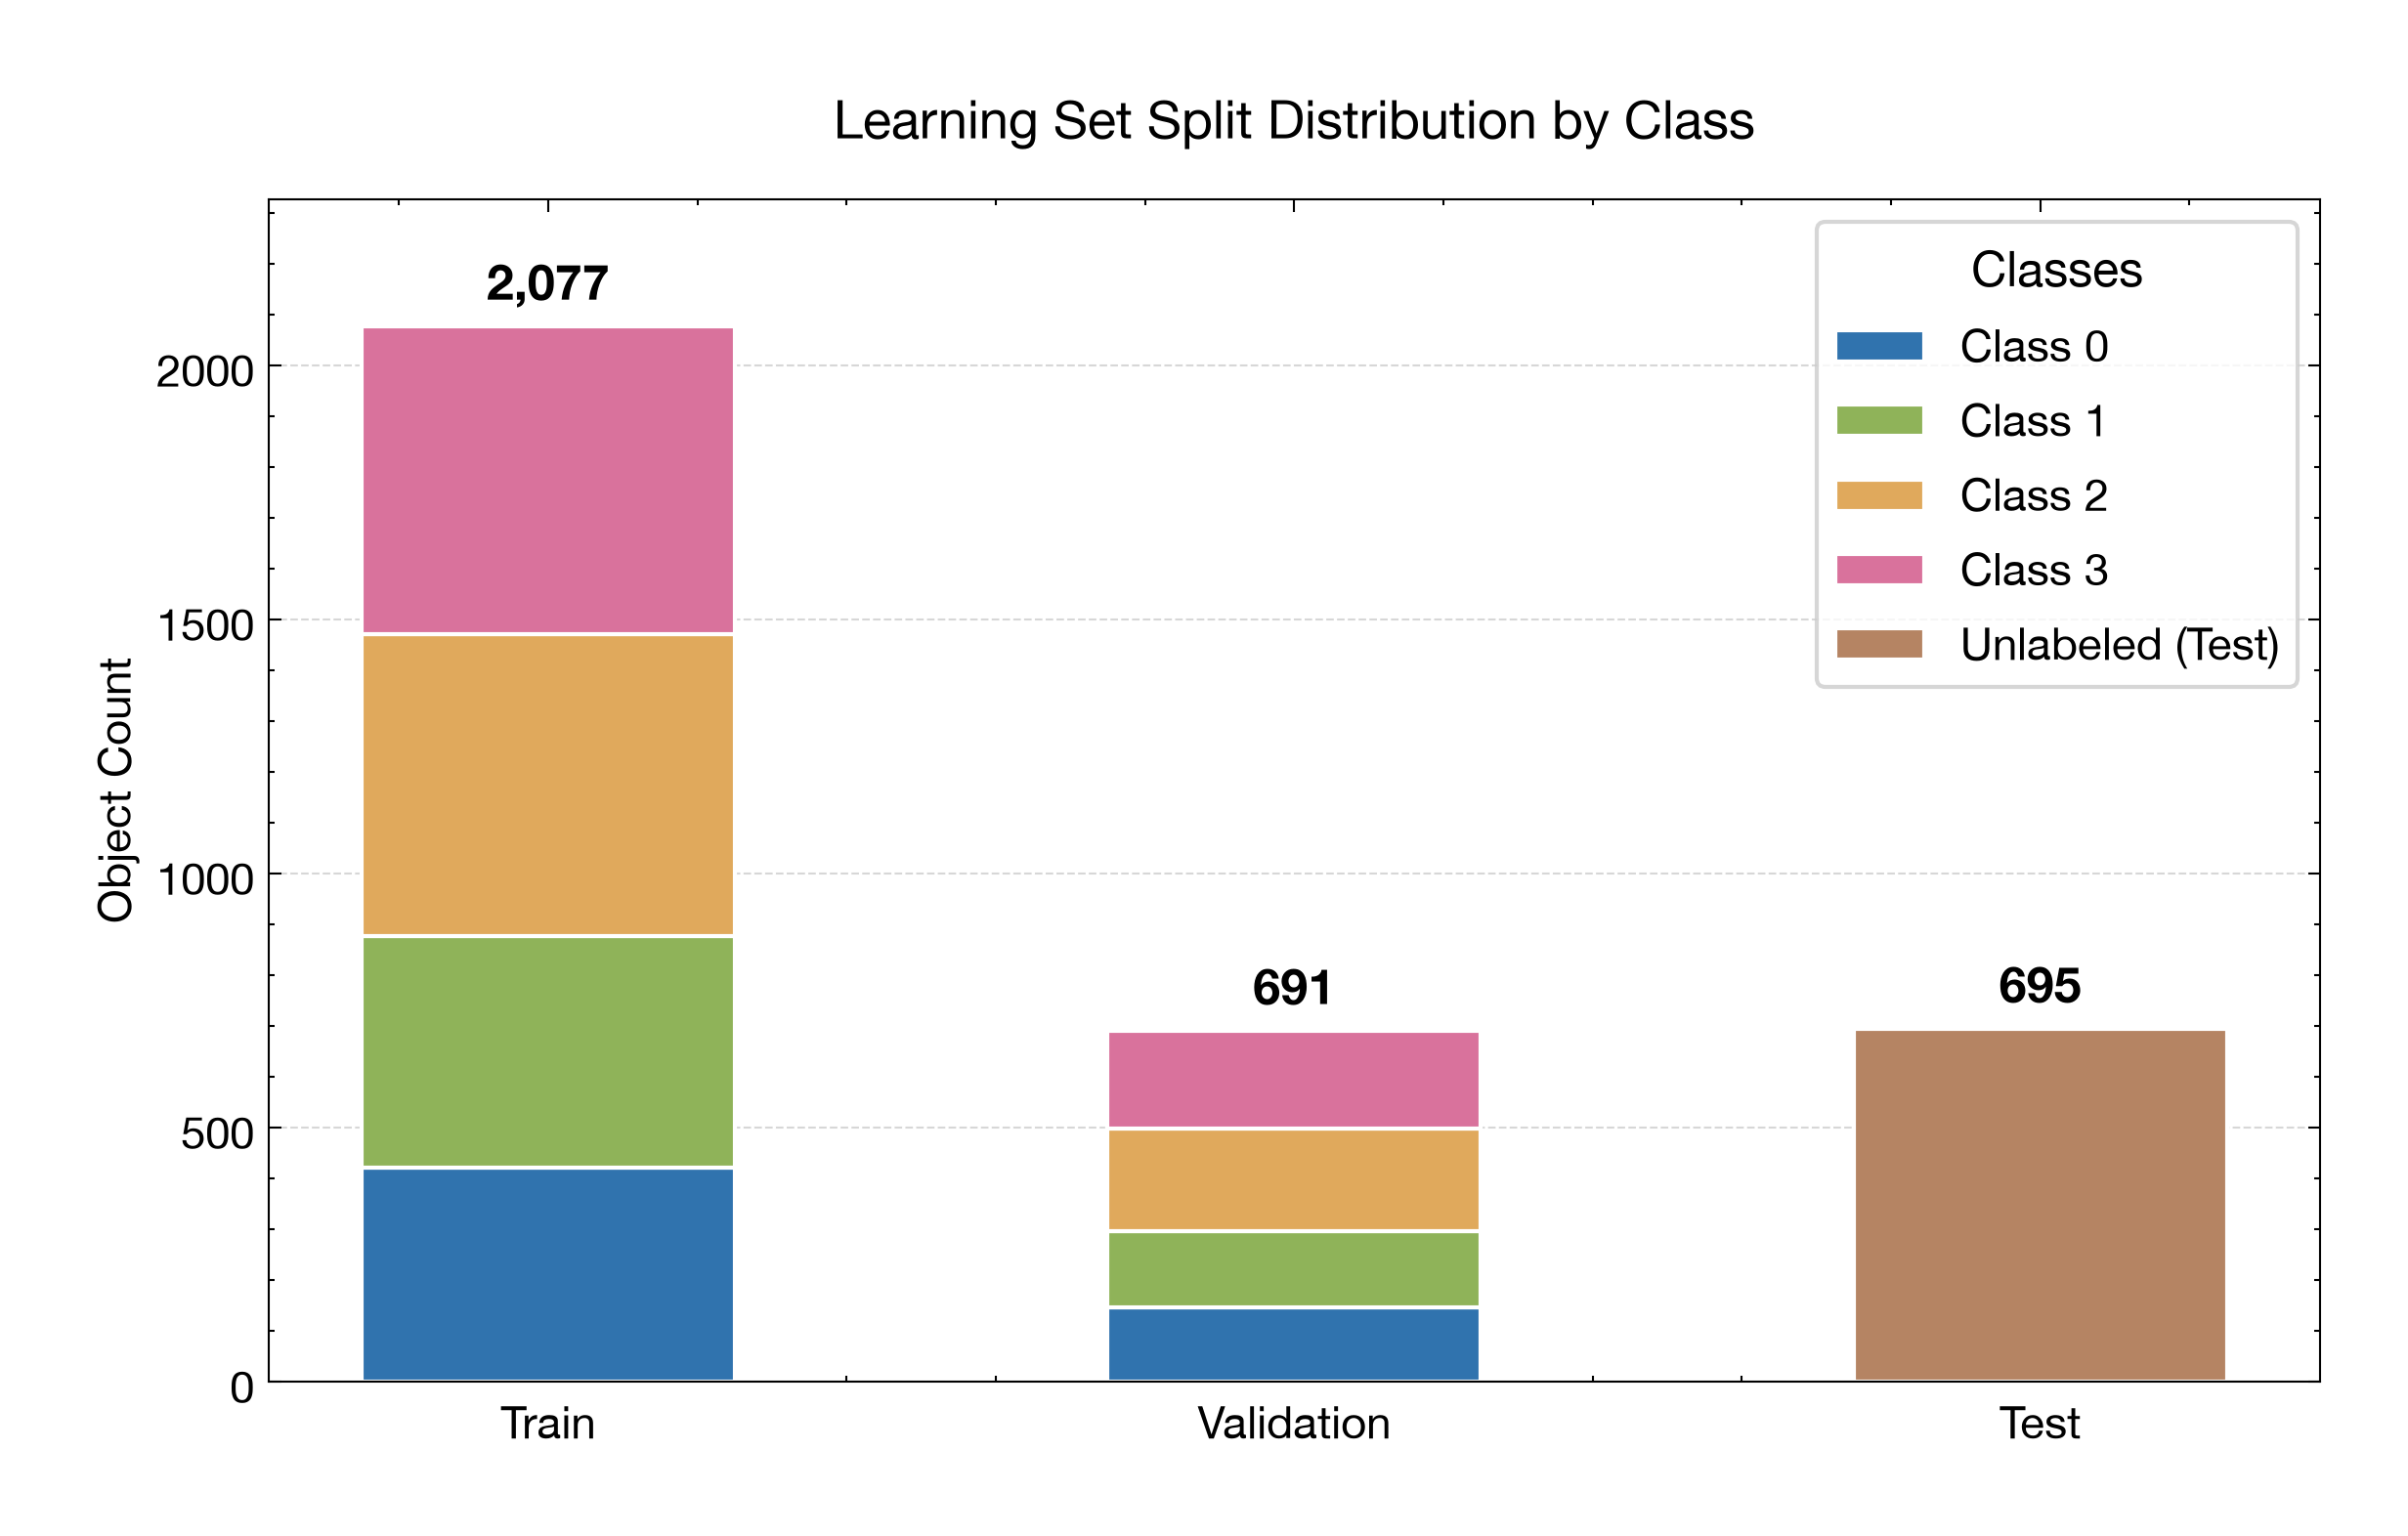 Learning Set Split Distribution by Class
2,077
Classes
Class 0
Class 1
Class 2
Class 3
Unlabeled (Test)
2000
1500
1000
500
0
Object Count
691
695
Train
Validation
Test